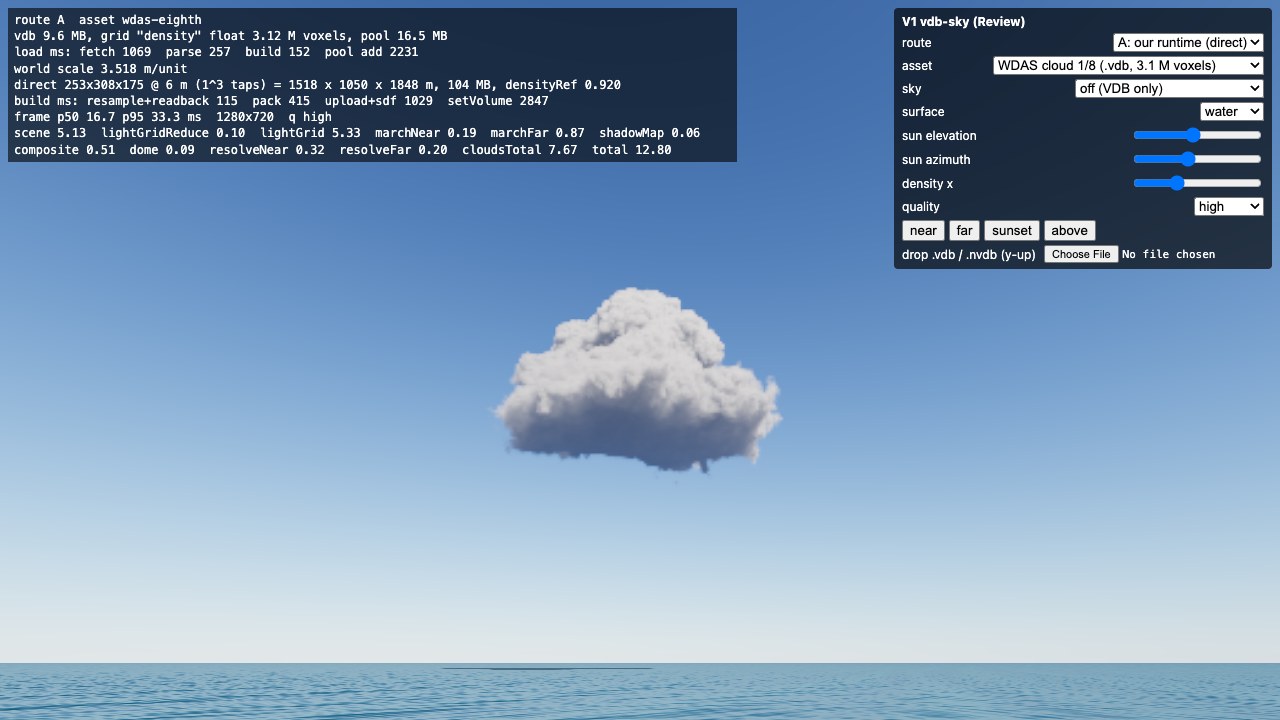 route A  asset wdas-eighth
vdb 9.6 MB, grid "density" float 3.12 M voxels, pool 16.5 MB
load ms: fetch 1069  parse 257  build 152  pool add 2231
world scale 3.518 m/unit
direct 253x308x175 @ 6 m (1^3 taps) = 1518 x 1050 x 1848 m, 104 MB, densityRef 0.920
build ms: resample+readback 115  pack 415  upload+sdf 1029  setVolume 2847
frame p50 16.7 p95 33.3 ms  1280x720  q high
scene 5.13  lightGridReduce 0.10  lightGrid 5.33  marchNear 0.19  marchFar 0.87  shadowMap 0.06
composite 0.51  dome 0.09  resolveNear 0.32  resolveFar 0.20  cloudsTotal 7.67  total 12.80
V1 vdb-sky (Review)
route A: our runtime (direct)
asset WDAS cloud 1/8 (.vdb, 3.1 M voxels)
sky off (VDB only)
surface water
sun elevation
sun azimuth
density x
quality high
near far sunset above
drop .vdb / .nvdb (y-up) Choose File No file chosen